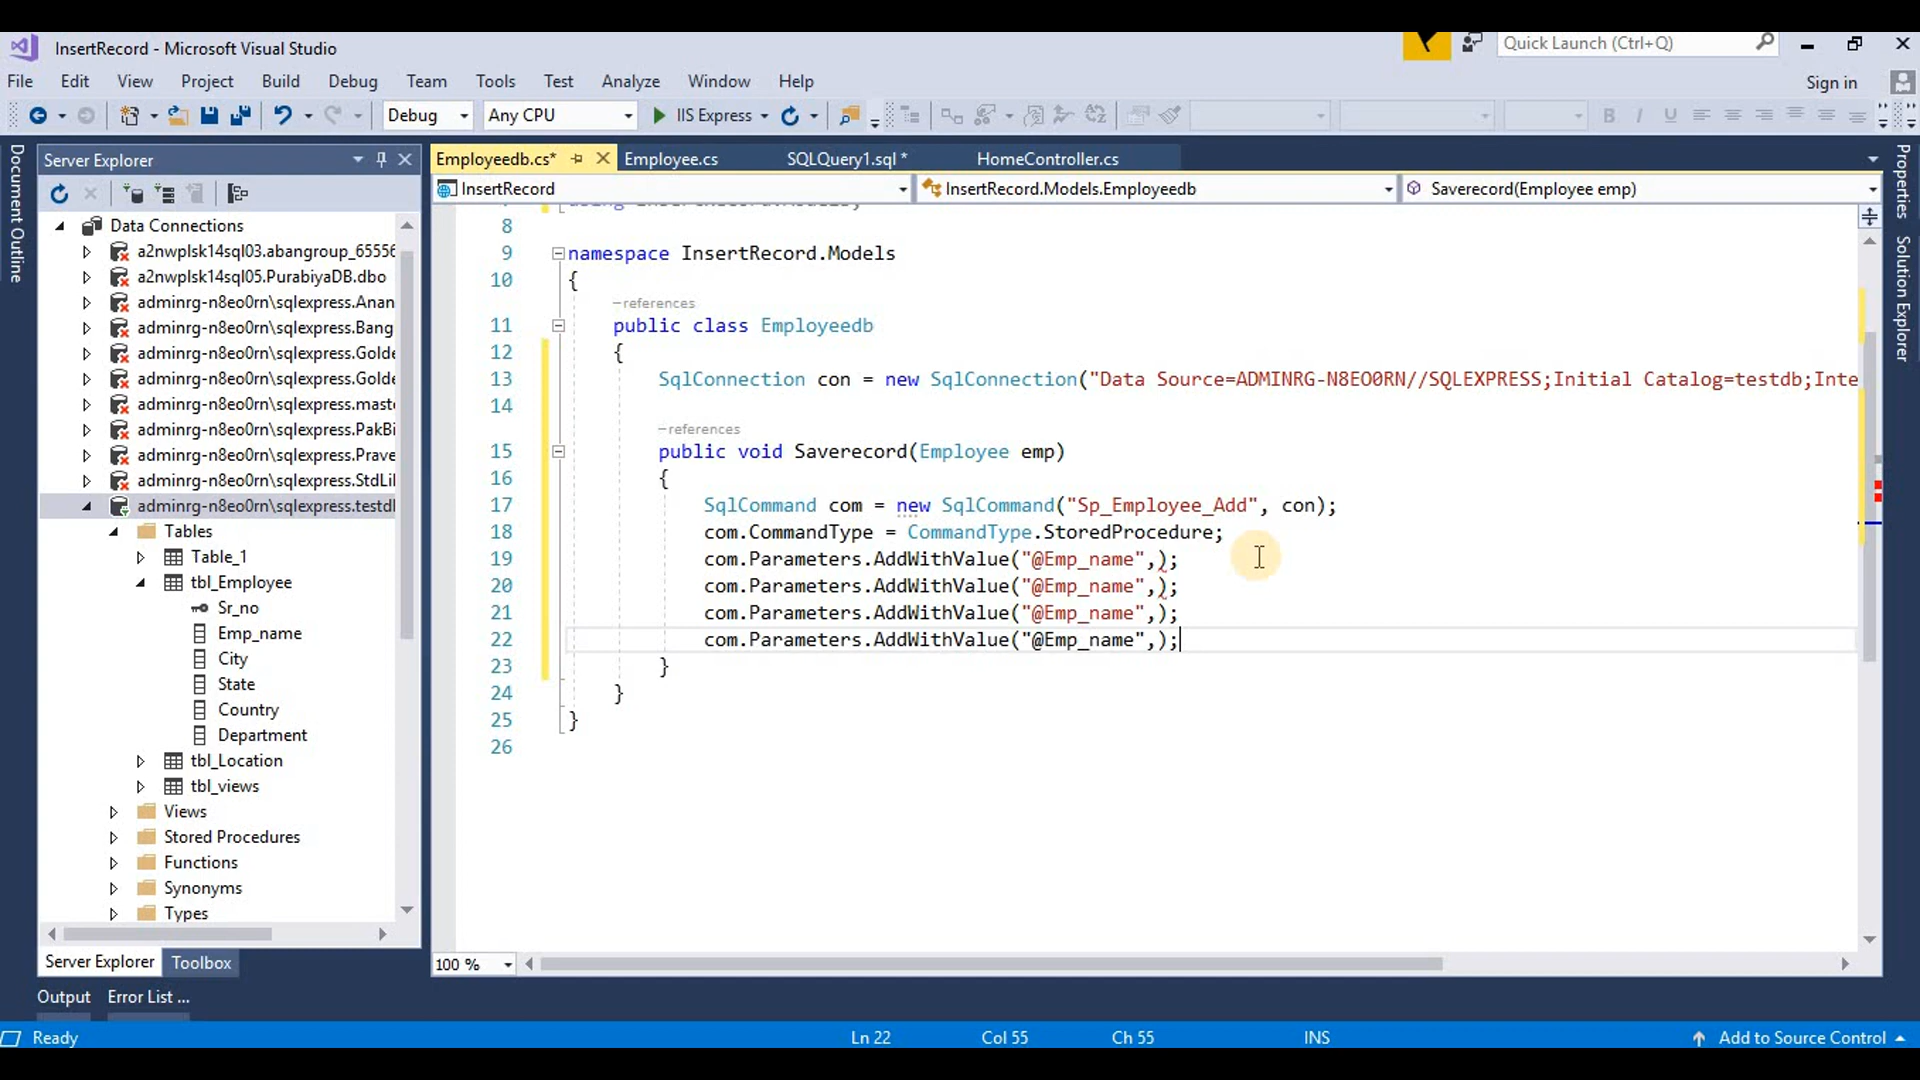 InsertRecord - Microsoft Visual Studio
Quick Launch (Ctrl+Q)
File Edit View Project Build Debug Team Tools Test Analyze Window Help
Sign in
Debug Any CPU IIS Express
Document Outline
Server Explorer
Data Connections
a2nwplsk14sql03.abangroup_65556
a2nwplsk14sql05.PurabiyaDB.dbo
adminrg-n8eo0rn\sqlexpress.Anan
adminrg-n8eo0rn\sqlexpress.Bang
adminrg-n8eo0rn\sqlexpress.Golde
adminrg-n8eo0rn\sqlexpress.Golde
adminrg-n8eo0rn\sqlexpress.mast
adminrg-n8eo0rn\sqlexpress.PakBi
adminrg-n8eo0rn\sqlexpress.Prave
adminrg-n8eo0rn\sqlexpress.StdLi
adminrg-n8eo0rn\sqlexpress.testd
Tables
Table_1
tbl_Employee
Sr_no
Emp_name
City
State
Country
Department
tbl_Location
tbl_views
Views
Stored Procedures
Functions
Synonyms
Types
Server Explorer Toolbox
Employeedb.cs* Employee.cs SQLQuery1.sql * HomeController.cs
InsertRecord InsertRecord.Models.Employeedb Saverecord(Employee emp)
8
9 namespace InsertRecord.Models
10 {
–references
11 public class Employeedb
12 {
13 SqlConnection con = new SqlConnection("Data Source=ADMINRG-N8EO0RN//SQLEXPRESS;Initial Catalog=testdb;Inte
14
–references
15 public void Saverecord(Employee emp)
16 {
17 SqlCommand com = new SqlCommand("Sp_Employee_Add", con);
18 com.CommandType = CommandType.StoredProcedure;
19 com.Parameters.AddWithValue("@Emp_name",);
20 com.Parameters.AddWithValue("@Emp_name",);
21 com.Parameters.AddWithValue("@Emp_name",);
22 com.Parameters.AddWithValue("@Emp_name",);
23 }
24 }
25 }
26
100 %
Properties
Solution Explorer
Output Error List ...
Ready Ln 22 Col 55 Ch 55 INS Add to Source Control